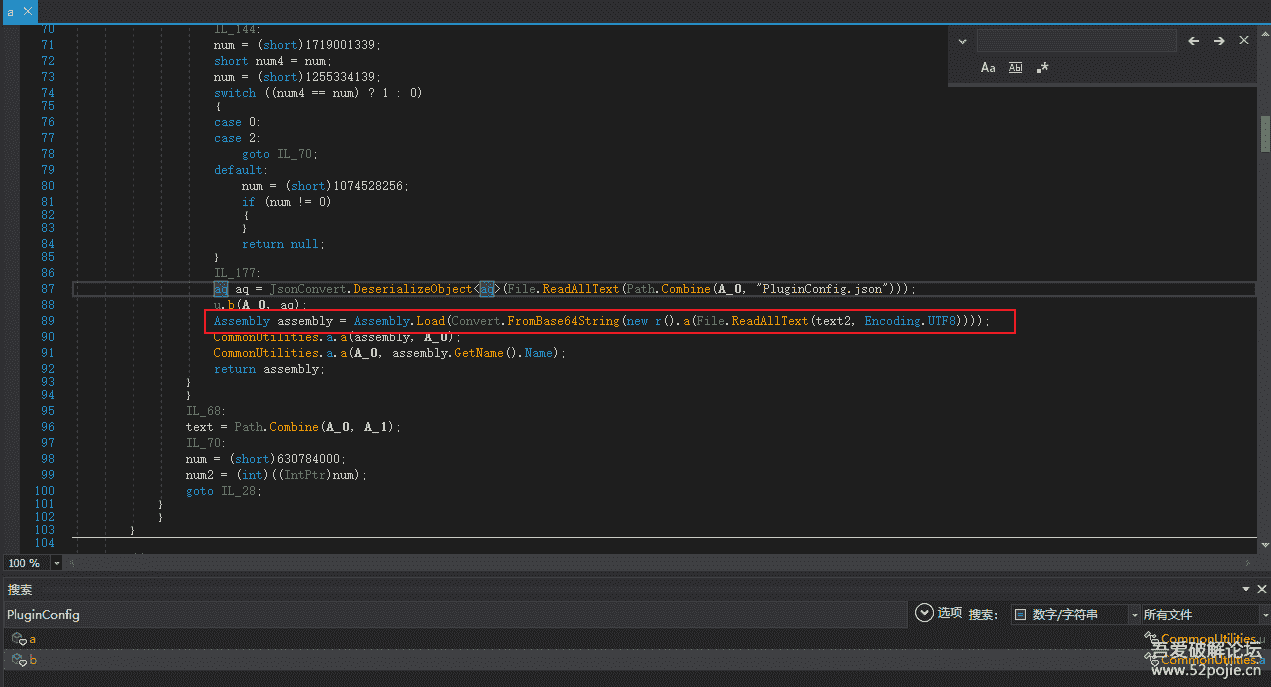 a ×
70 IL_144:
71 num = (short)1719001339;
72 short num4 = num;
73 num = (short)1255334139;
74 switch ((num4 == num) ? 1 : 0)
75 {
76 case 0:
77 case 2:
78 goto IL_70;
79 default:
80 num = (short)1074528256;
81 if (num != 0)
82 {
83 }
84 return null;
85 }
86 IL_177:
87 aq aq = JsonConvert.DeserializeObject<aq>(File.ReadAllText(Path.Combine(A_0, "PluginConfig.json")));
88 u.b(A_0, aq);
89 Assembly assembly = Assembly.Load(Convert.FromBase64String(new r().a(File.ReadAllText(text2, Encoding.UTF8))));
90 CommonUtilities.a.a(assembly, A_0);
91 CommonUtilities.a.a(A_0, assembly.GetName().Name);
92 return assembly;
93 }
94 }
95 IL_68:
96 text = Path.Combine(A_0, A_1);
97 IL_70:
98 num = (short)630784000;
99 num2 = (int)((IntPtr)num);
100 goto IL_28;
101 }
102 }
103 }
104
Aa Ab .*
100 %
搜索
PluginConfig
选项 搜索: 数字/字符串 所有文件
a CommonUtilities.u
b CommonUtilities.a
吾爱破解论坛
www.52pojie.cn